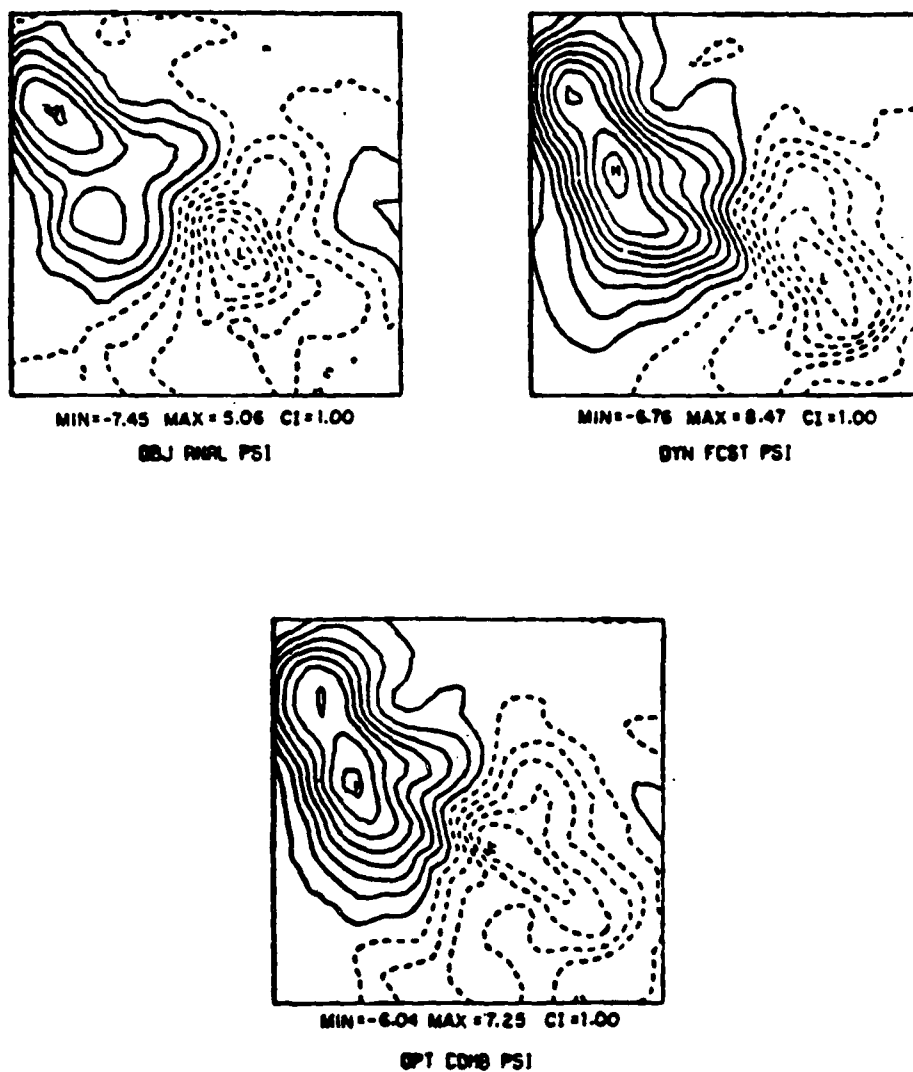 MIN=-7.45 MAX=5.06 CI=1.00
OBJ ANAL PSI
H
L
MIN=-6.76 MAX=8.47 CI=1.00
DYN FCST PSI
H
MIN=-6.04 MAX=7.25 CI=1.00
OPT COMB PSI